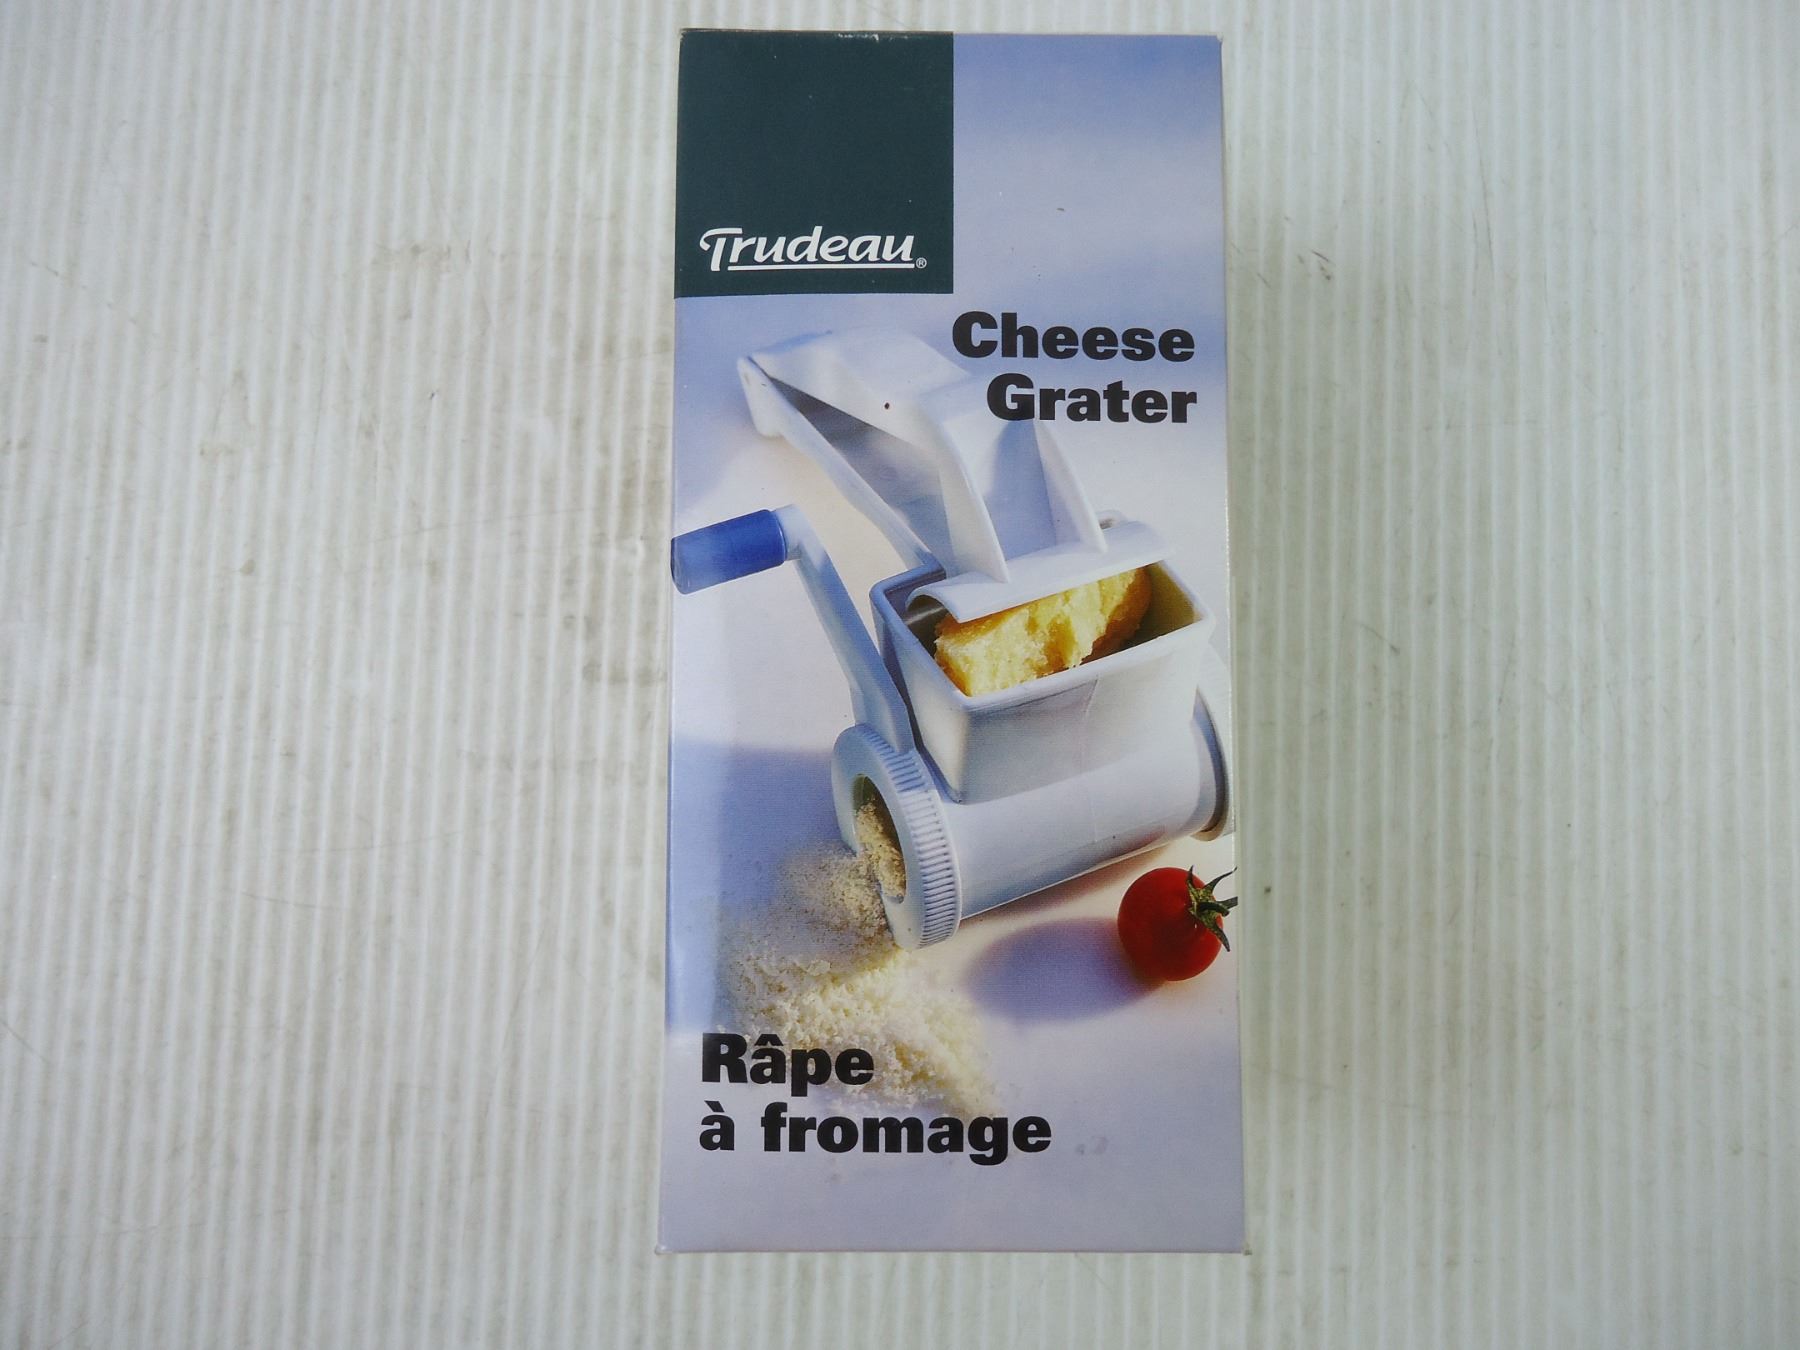 Trudeau®
Cheese
Grater
Râpe
à fromage